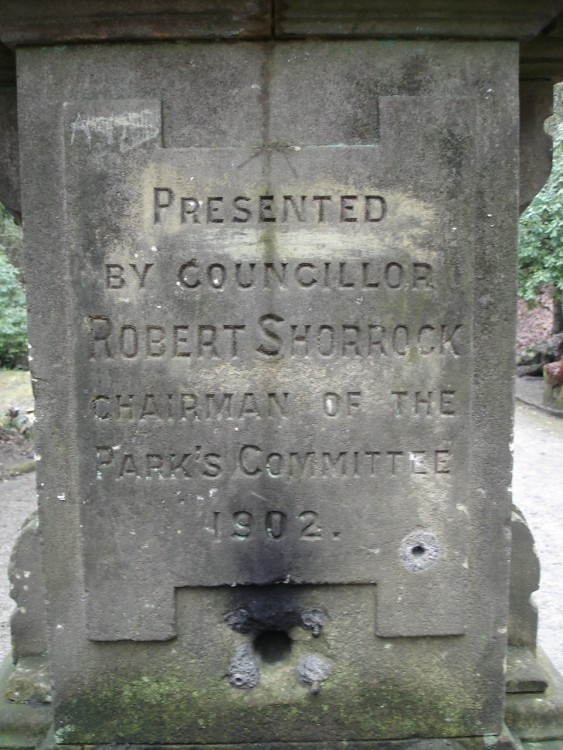 PRESENTED
BY COUNCILLOR
ROBERT SHORROCK
CHAIRMAN OF THE
PARK'S COMMITTEE
1902.